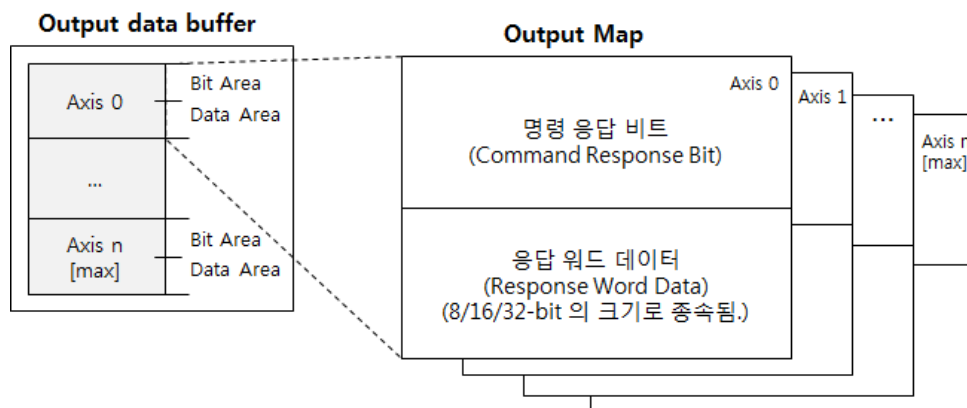 Output data buffer
Axis 0
Bit Area
Data Area
...
Axis n
[max]
Bit Area
Data Area
Output Map
Axis 0
명령 응답 비트
(Command Response Bit)
응답 워드 데이터
(Response Word Data)
(8/16/32-bit 의 크기로 종속됨.)
Axis 1
...
Axis n
[max]